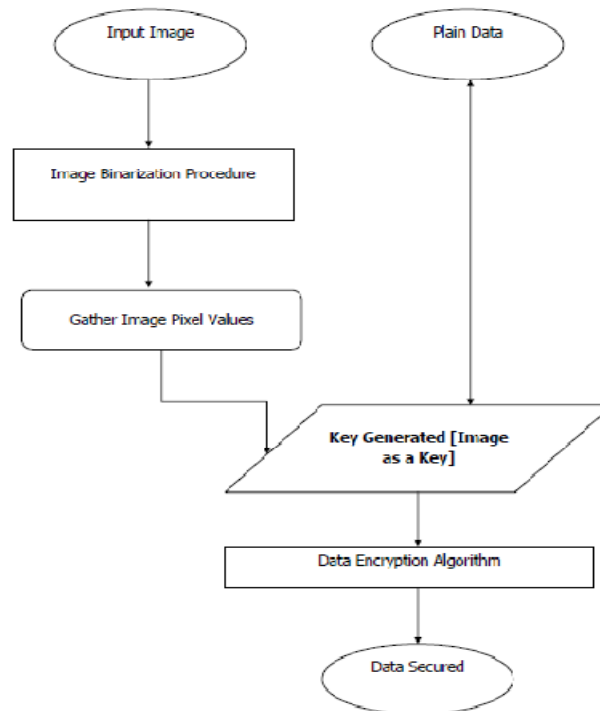 Input Image
Plain Data
Image Binarization Procedure
Gather Image Pixel Values
Key Generated [Image
as a Key]
Data Encryption Algorithm
Data Secured